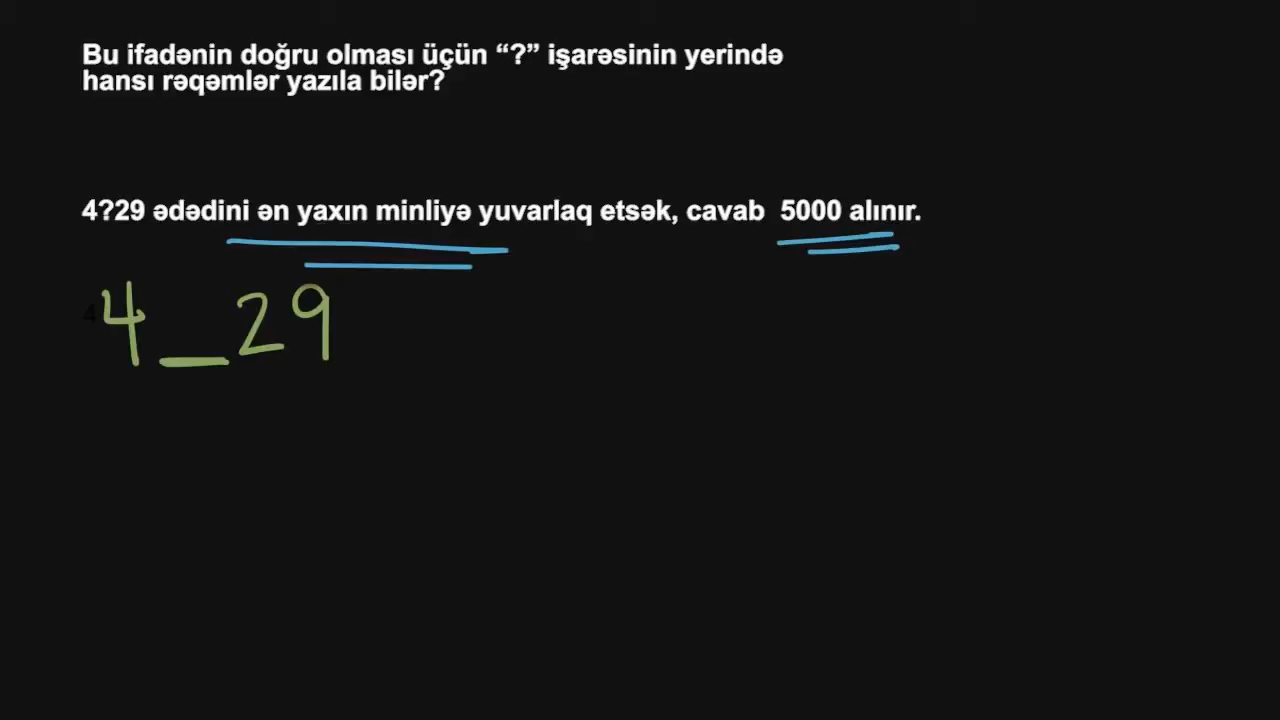 Bu ifadənin doğru olması üçün “?” işarəsinin yerində
hansı rəqəmlər yazıla bilər?
4?29 ədədini ən yaxın minliyə yuvarlaq etsək, cavab 5000 alınır.
4_29